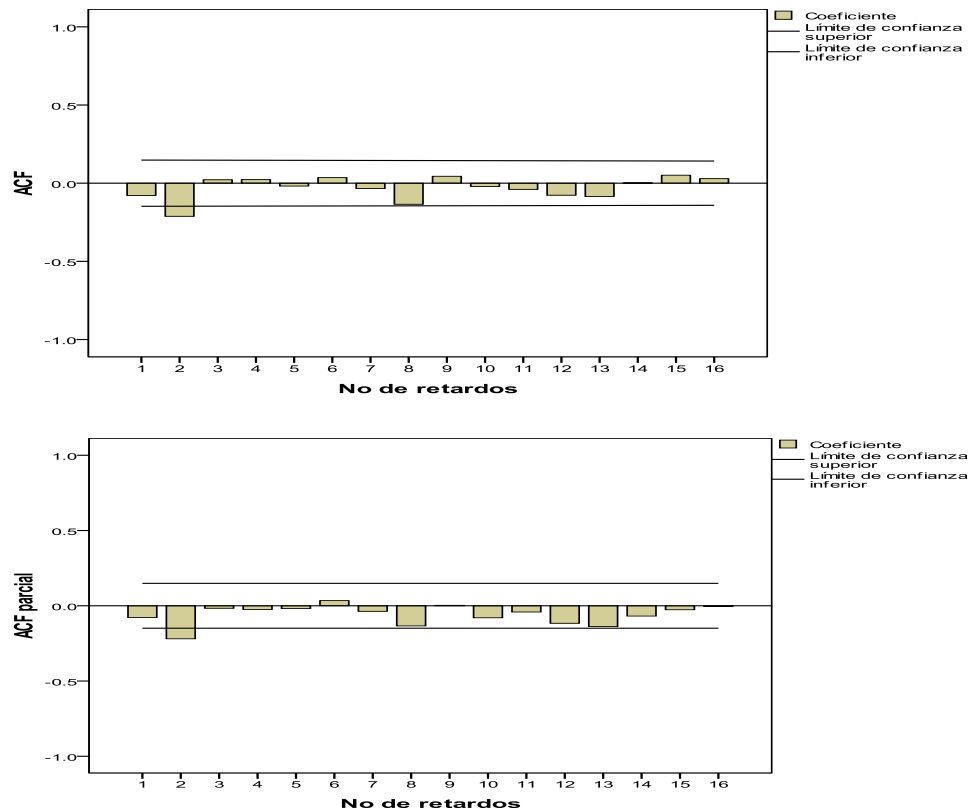 1.0
0.5
0.0
-0.5
-1.0
ACF
1 2 3 4 5 6 7 8 9 10 11 12 13 14 15 16
No de retardos
Coeficiente
Límite de confianza
superior
Límite de confianza
inferior
1.0
0.5
0.0
-0.5
-1.0
ACF parcial
1 2 3 4 5 6 7 8 9 10 11 12 13 14 15 16
No de retardos
Coeficiente
Límite de confianza
superior
Límite de confianza
inferior